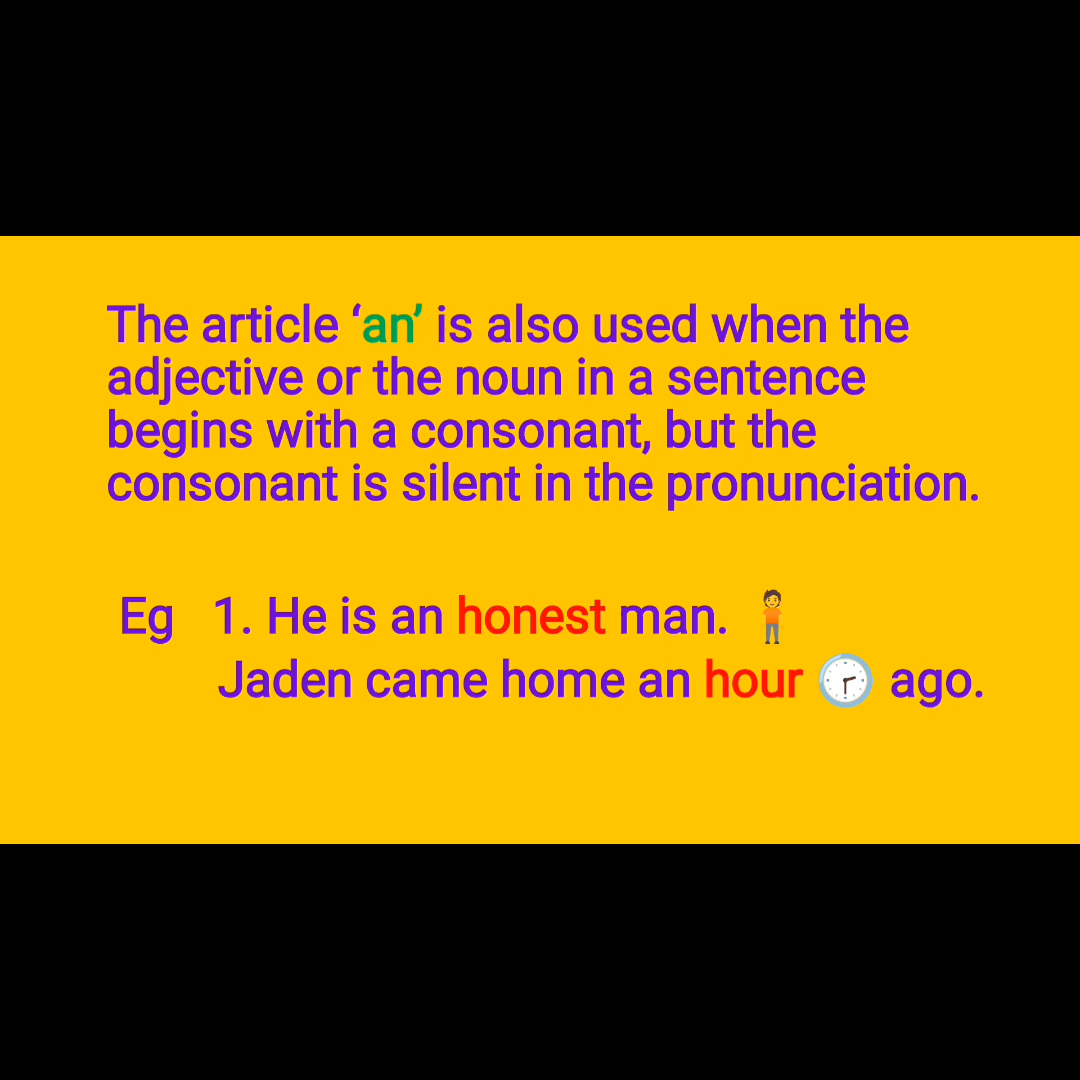 The article ‘an’ is also used when the
adjective or the noun in a sentence
begins with a consonant, but the
consonant is silent in the pronunciation.
Eg 1. He is an honest man.
Jaden came home an hour ago.